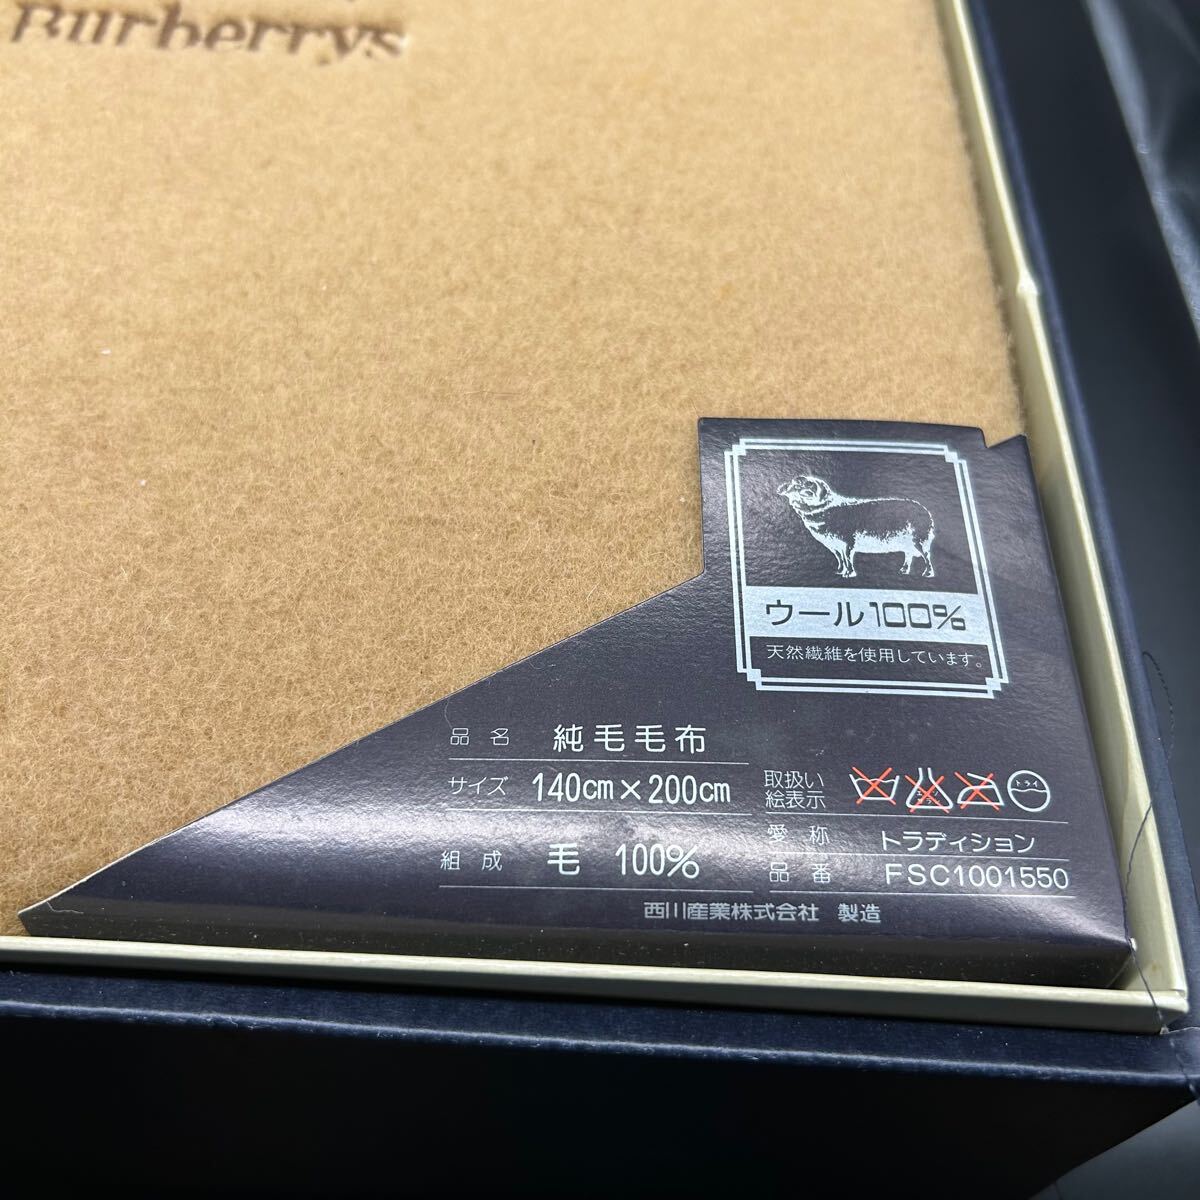 Burberrys
ウール100%
天然繊維を使用しています。
品名 純毛毛布
サイズ 140cm×200cm
組成 毛 100%
取扱い
絵表示
ドライ
愛称 トラディション
品番 FSC1001550
西川産業株式会社 製造